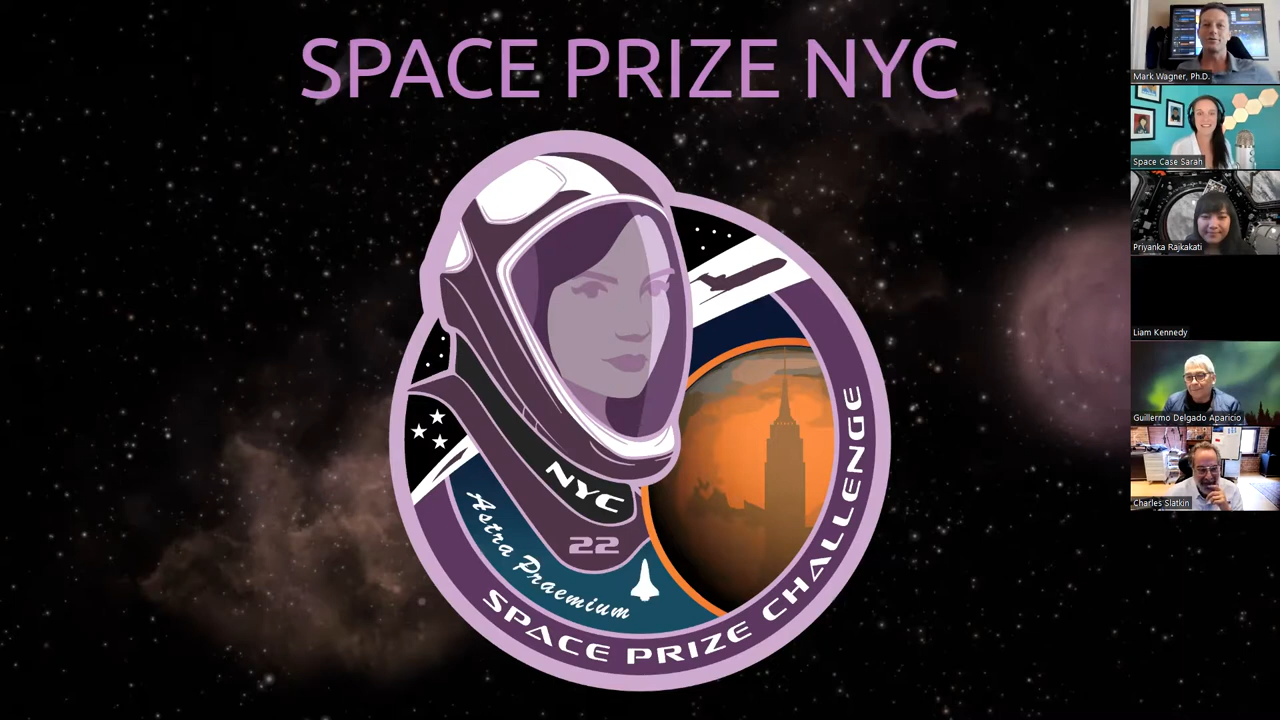 SPACE PRIZE NYC
NYC
22
Astra Praemium
SPACE PRIZE CHALLENGE
Mark Wagner, Ph.D.
Space Case Sarah
Priyanka Rajkakati
Liam Kennedy
Guillermo Delgado Aparicio
Charles Slatkin